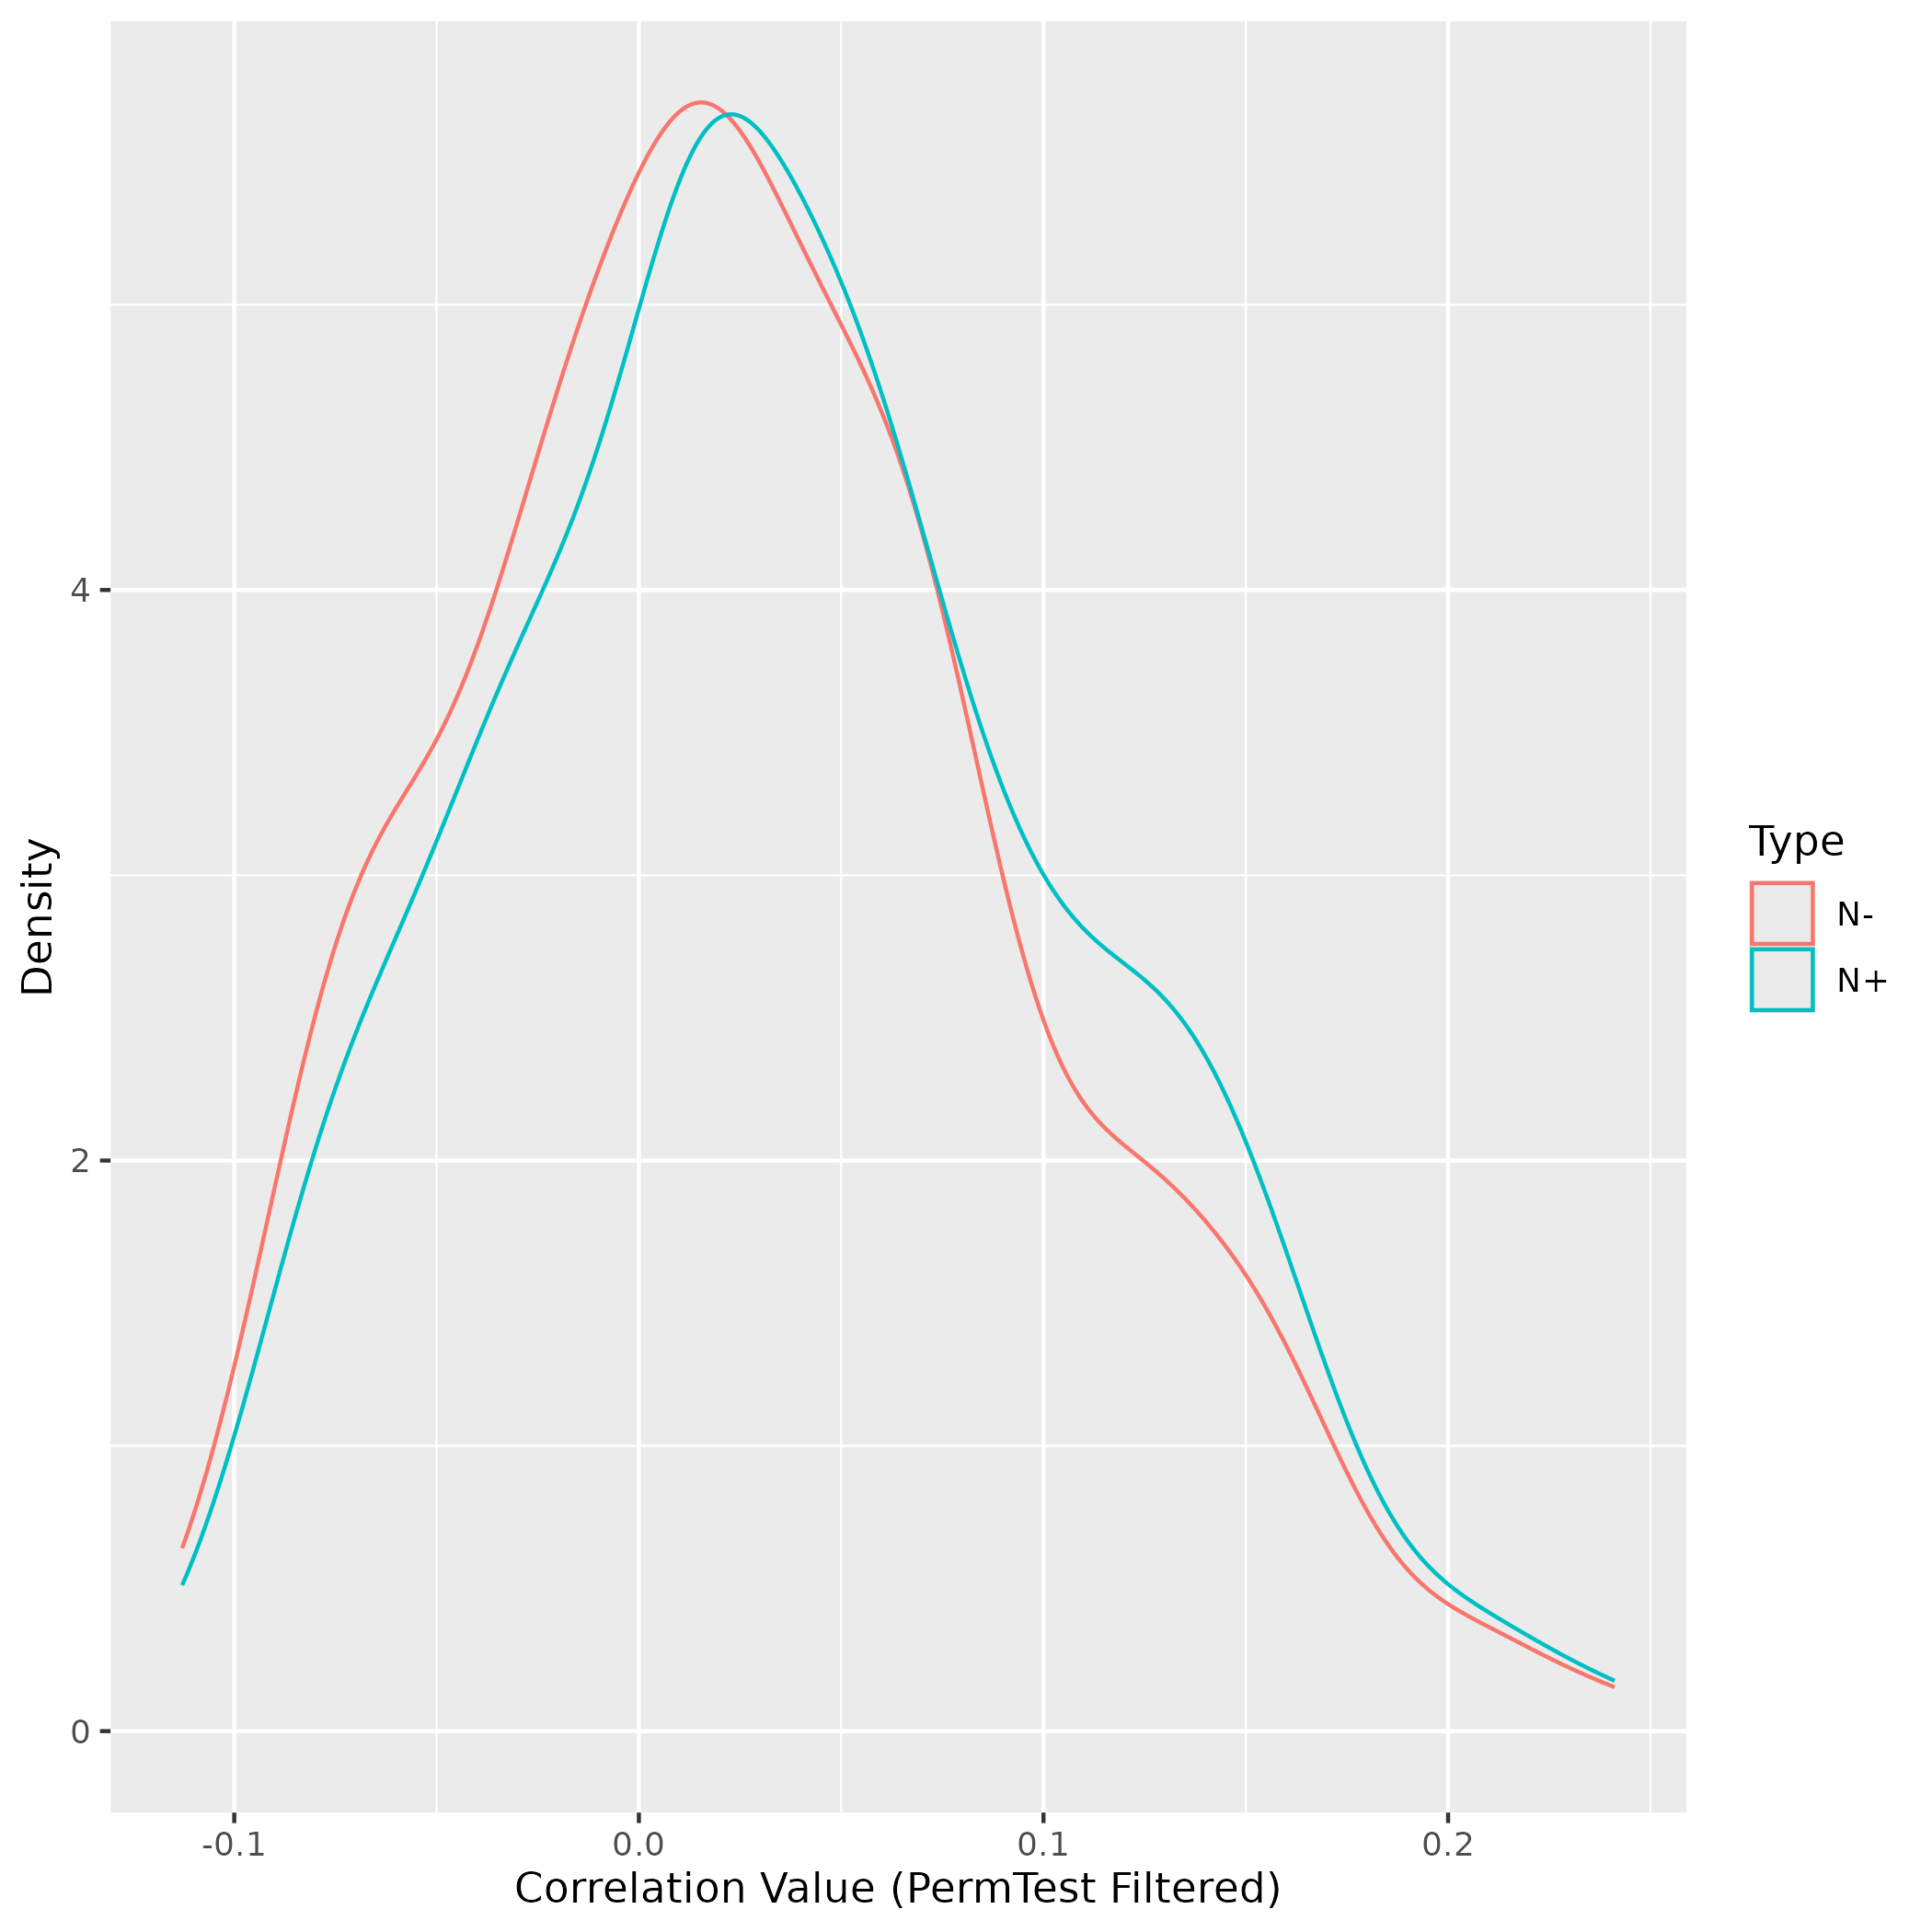 Density
4
2
0
-0.1
0.0
0.1
0.2
Correlation Value (PermTest Filtered)
Type
N-
N+